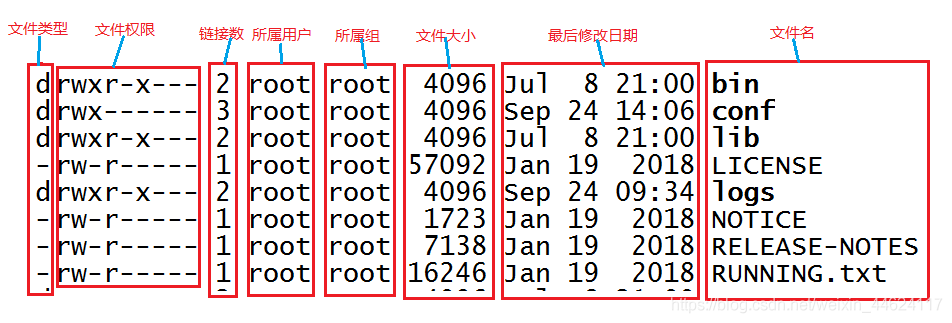 文件类型 文件权限 链接数 所属用户 所属组 文件大小 最后修改日期 文件名
drwxr-x--- 2 root root 4096 Jul 8 21:00 bin
drwx------ 3 root root 4096 Sep 24 14:06 conf
drwxr-x--- 2 root root 4096 Jul 8 21:00 lib
-rw-r----- 1 root root 57092 Jan 19 2018 LICENSE
drwxr-x--- 2 root root 4096 Sep 24 09:34 logs
-rw-r----- 1 root root 1723 Jan 19 2018 NOTICE
-rw-r----- 1 root root 7138 Jan 19 2018 RELEASE-NOTES
-rw-r----- 1 root root 16246 Jan 19 2018 RUNNING.txt
https://blog.csdn.net/weixin_44624117